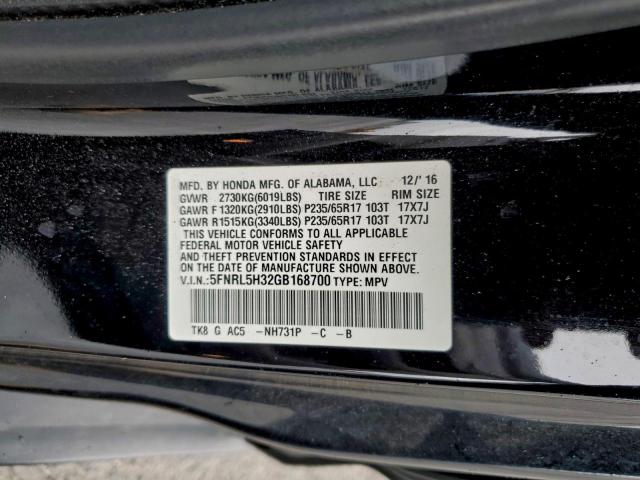 MFD. BY HONDA MFG. OF ALABAMA, LLC 12/'16
GVWR 2730KG(6019LBS) TIRE SIZE RIM SIZE
GAWR F1320KG(2910LBS) P235/65R17 103T 17X7J
GAWR R1515KG(3340LBS) P235/65R17 103T 17X7J
THIS VEHICLE CONFORMS TO ALL APPLICABLE
FEDERAL MOTOR VEHICLE SAFETY
AND THEFT PREVENTION STANDARDS
IN EFFECT ON THE DATE
OF MANUFACTURE SHOWN ABOVE.
V.I.N.:5FNRL5H32GB168700 TYPE: MPV
TK8 G AC5 -NH731P -C -B